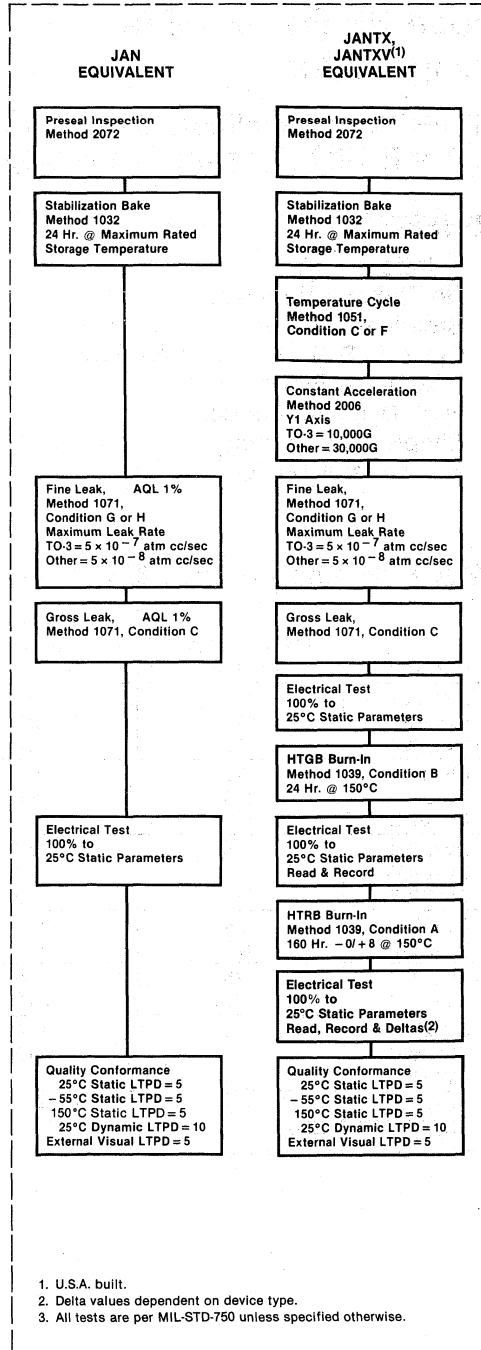 JAN
EQUIVALENT
Preseal Inspection
Method 2072
Stabilization Bake
Method 1032
24 Hr. @ Maximum Rated
Storage Temperature
Fine Leak, AQL 1%
Method 1071,
Condition G or H
Maximum Leak Rate
TO-3 = 5 × 10 − 7 atm cc/sec
Other = 5 × 10 − 8 atm cc/sec
Gross Leak, AQL 1%
Method 1071, Condition C
Electrical Test
100% to
25°C Static Parameters
Quality Conformance
25°C Static LTPD = 5
− 55°C Static LTPD = 5
150°C Static LTPD = 5
25°C Dynamic LTPD = 10
External Visual LTPD = 5
JANTX,
JANTXV(1)
EQUIVALENT
Preseal Inspection
Method 2072
Stabilization Bake
Method 1032
24 Hr. @ Maximum Rated
Storage Temperature
Temperature Cycle
Method 1051,
Condition C or F
Constant Acceleration
Method 2006
Y1 Axis
TO-3 = 10,000G
Other = 30,000G
Fine Leak,
Method 1071,
Condition G or H
Maximum Leak Rate
TO-3 = 5 × 10 − 7 atm cc/sec
Other = 5 × 10 − 8 atm cc/sec
Gross Leak,
Method 1071, Condition C
Electrical Test
100% to
25°C Static Parameters
HTGB Burn-In
Method 1039, Condition B
24 Hr. @ 150°C
Electrical Test
100% to
25°C Static Parameters
Read & Record
HTRB Burn-In
Method 1039, Condition A
160 Hr. − 0/ + 8 @ 150°C
Electrical Test
100% to
25°C Static Parameters
Read, Record & Deltas(2)
Quality Conformance
25°C Static LTPD = 5
− 55°C Static LTPD = 5
150°C Static LTPD = 5
25°C Dynamic LTPD = 10
External Visual LTPD = 5
1. U.S.A. built.
2. Delta values dependent on device type.
3. All tests are per MIL-STD-750 unless specified otherwise.